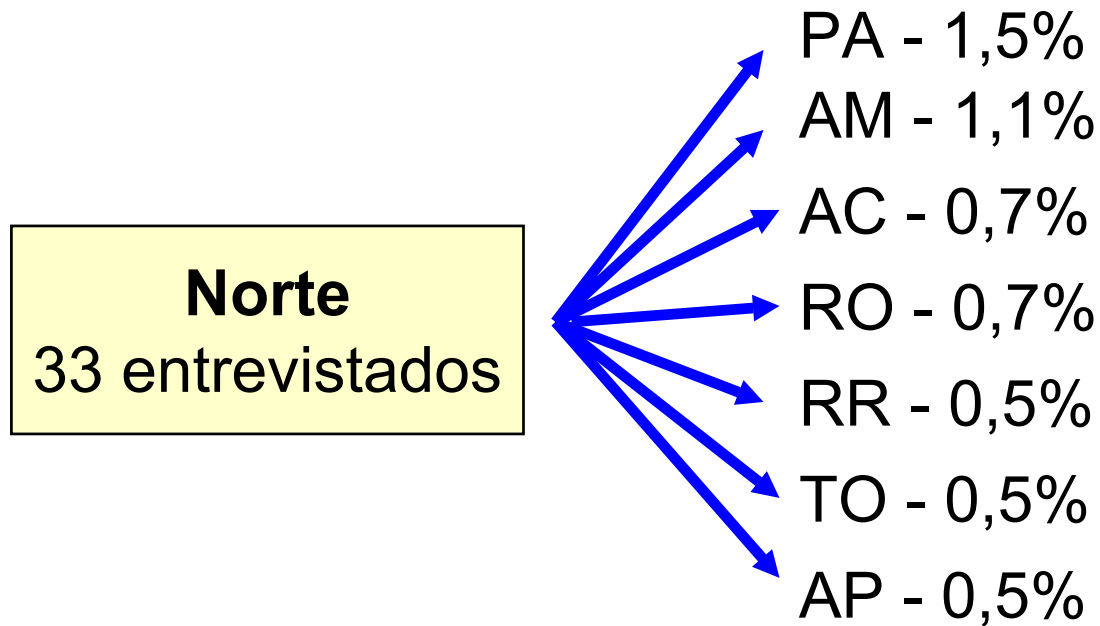 Norte
33 entrevistados
PA - 1,5%
AM - 1,1%
AC - 0,7%
RO - 0,7%
RR - 0,5%
TO - 0,5%
AP - 0,5%